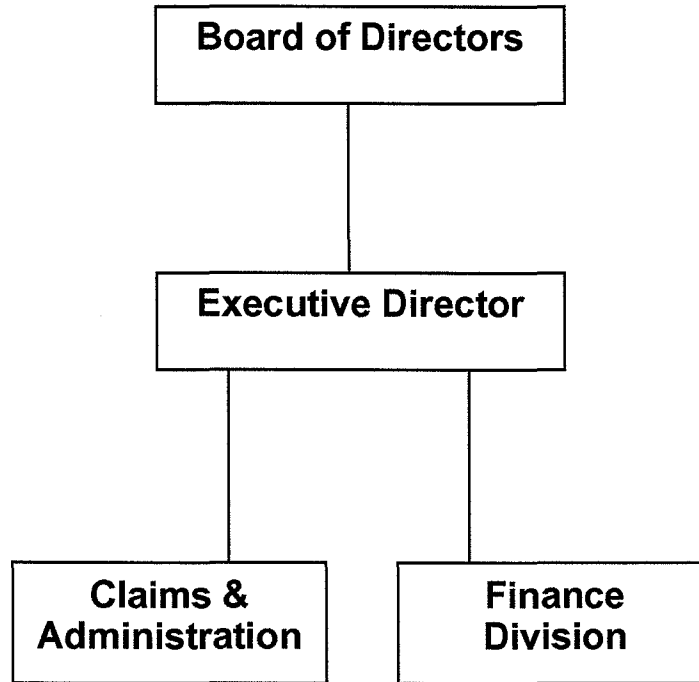 Board of Directors
Executive Director
Claims &
Administration
Finance
Division